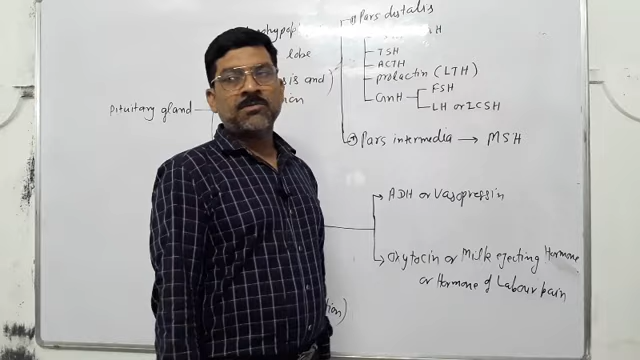 Pars distalis
TSH
ACTH
prolactin (LTH)
GnH
FSH
LH or ICSH
Pituitary gland
lobe
and)
Pars intermedia → MSH
ADH or Vasopressin
Oxytocin or Milk ejecting Hormone
or Hormone of Labour pain